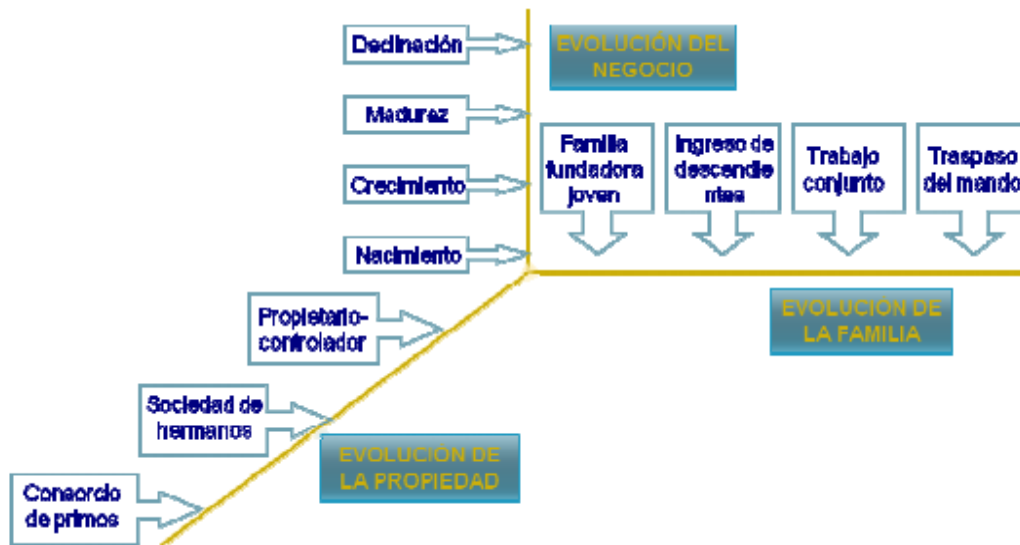 Declinación
EVOLUCIÓN DEL
NEGOCIO
Madurez
Familia
fundadora
joven
Ingreso de
descendie
ntes
Trabajo
conjunto
Traspaso
del mando
Crecimiento
Nacimiento
EVOLUCIÓN DE
LA FAMILIA
Propietario-
controlador
Sociedad de
hermanos
EVOLUCIÓN DE
LA PROPIEDAD
Consorcio
de primos